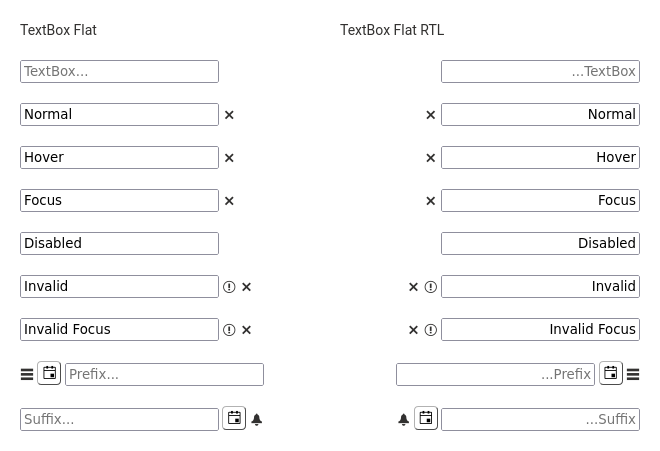 TextBox Flat
TextBox Flat RTL
TextBox...
...TextBox
Normal
Normal
Hover
Hover
Focus
Focus
Disabled
Disabled
Invalid
Invalid
Invalid Focus
Invalid Focus
Prefix...
...Prefix
Suffix...
...Suffix